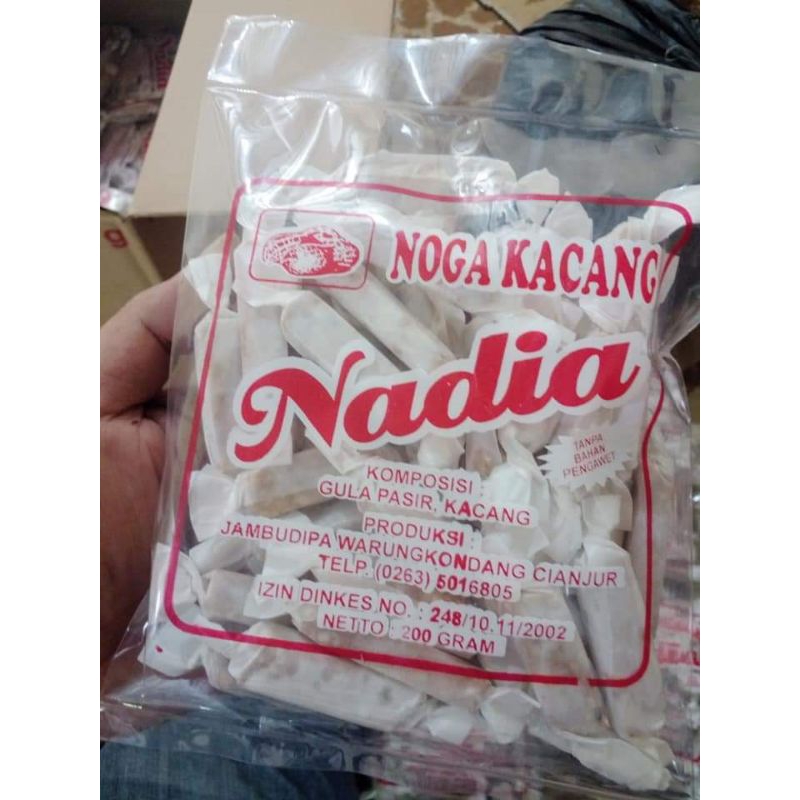 NOGA KACANG
Nadia
TANPA
BAHAN
PENGAWET
KOMPOSISI :
GULA PASIR, KACANG
PRODUKSI :
JAMBUDIPA WARUNGKONDANG CIANJUR
TELP. (0263) 5016805
IZIN DINKES NO. : 248/10.11/2002
NETTO : 200 GRAM